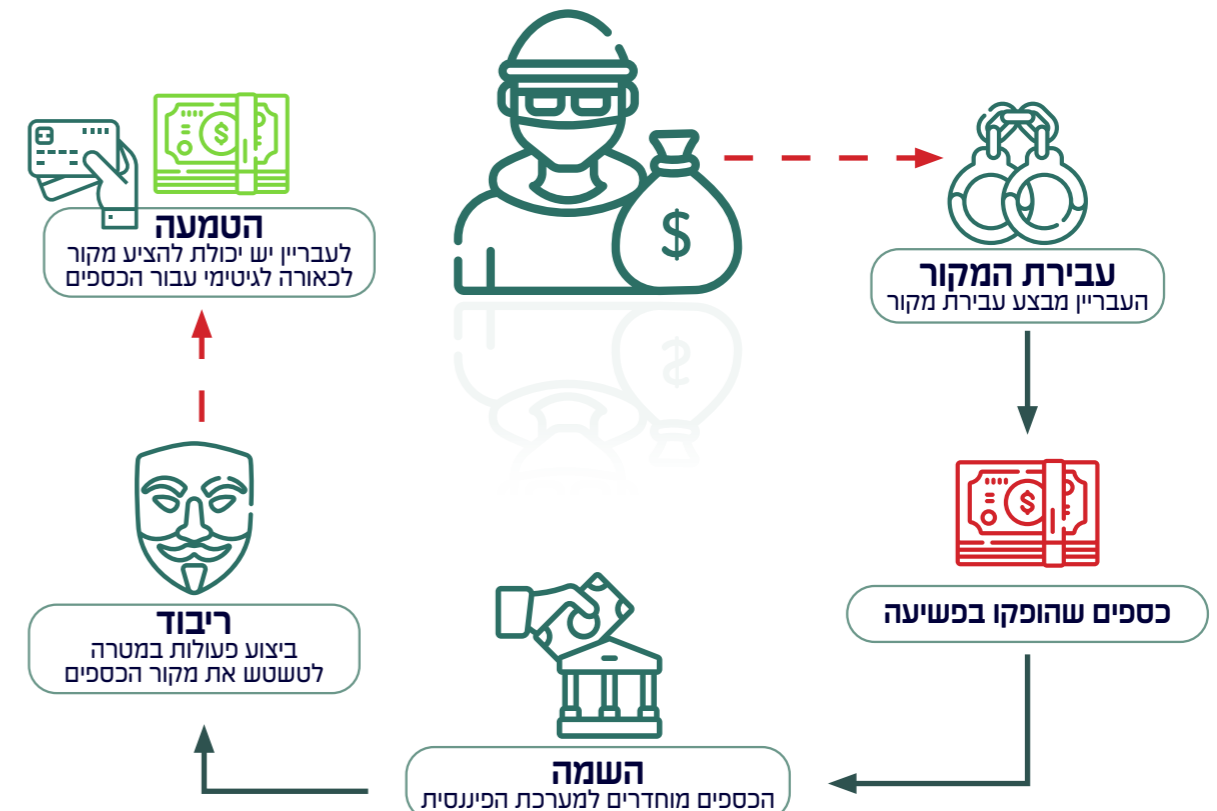 עבירת המקור
העבריין מבצע עבירת מקור
כספים שהופקו בפשיעה
השמה
הכספים מוחדרים למערכת הפיננסית
ריבוד
ביצוע פעולות במטרה
לטשטש את מקור הכספים
הטמעה
לעבריין יש יכולת להציע מקור
לכאורה לגיטימי עבור הכספים
$
$
$